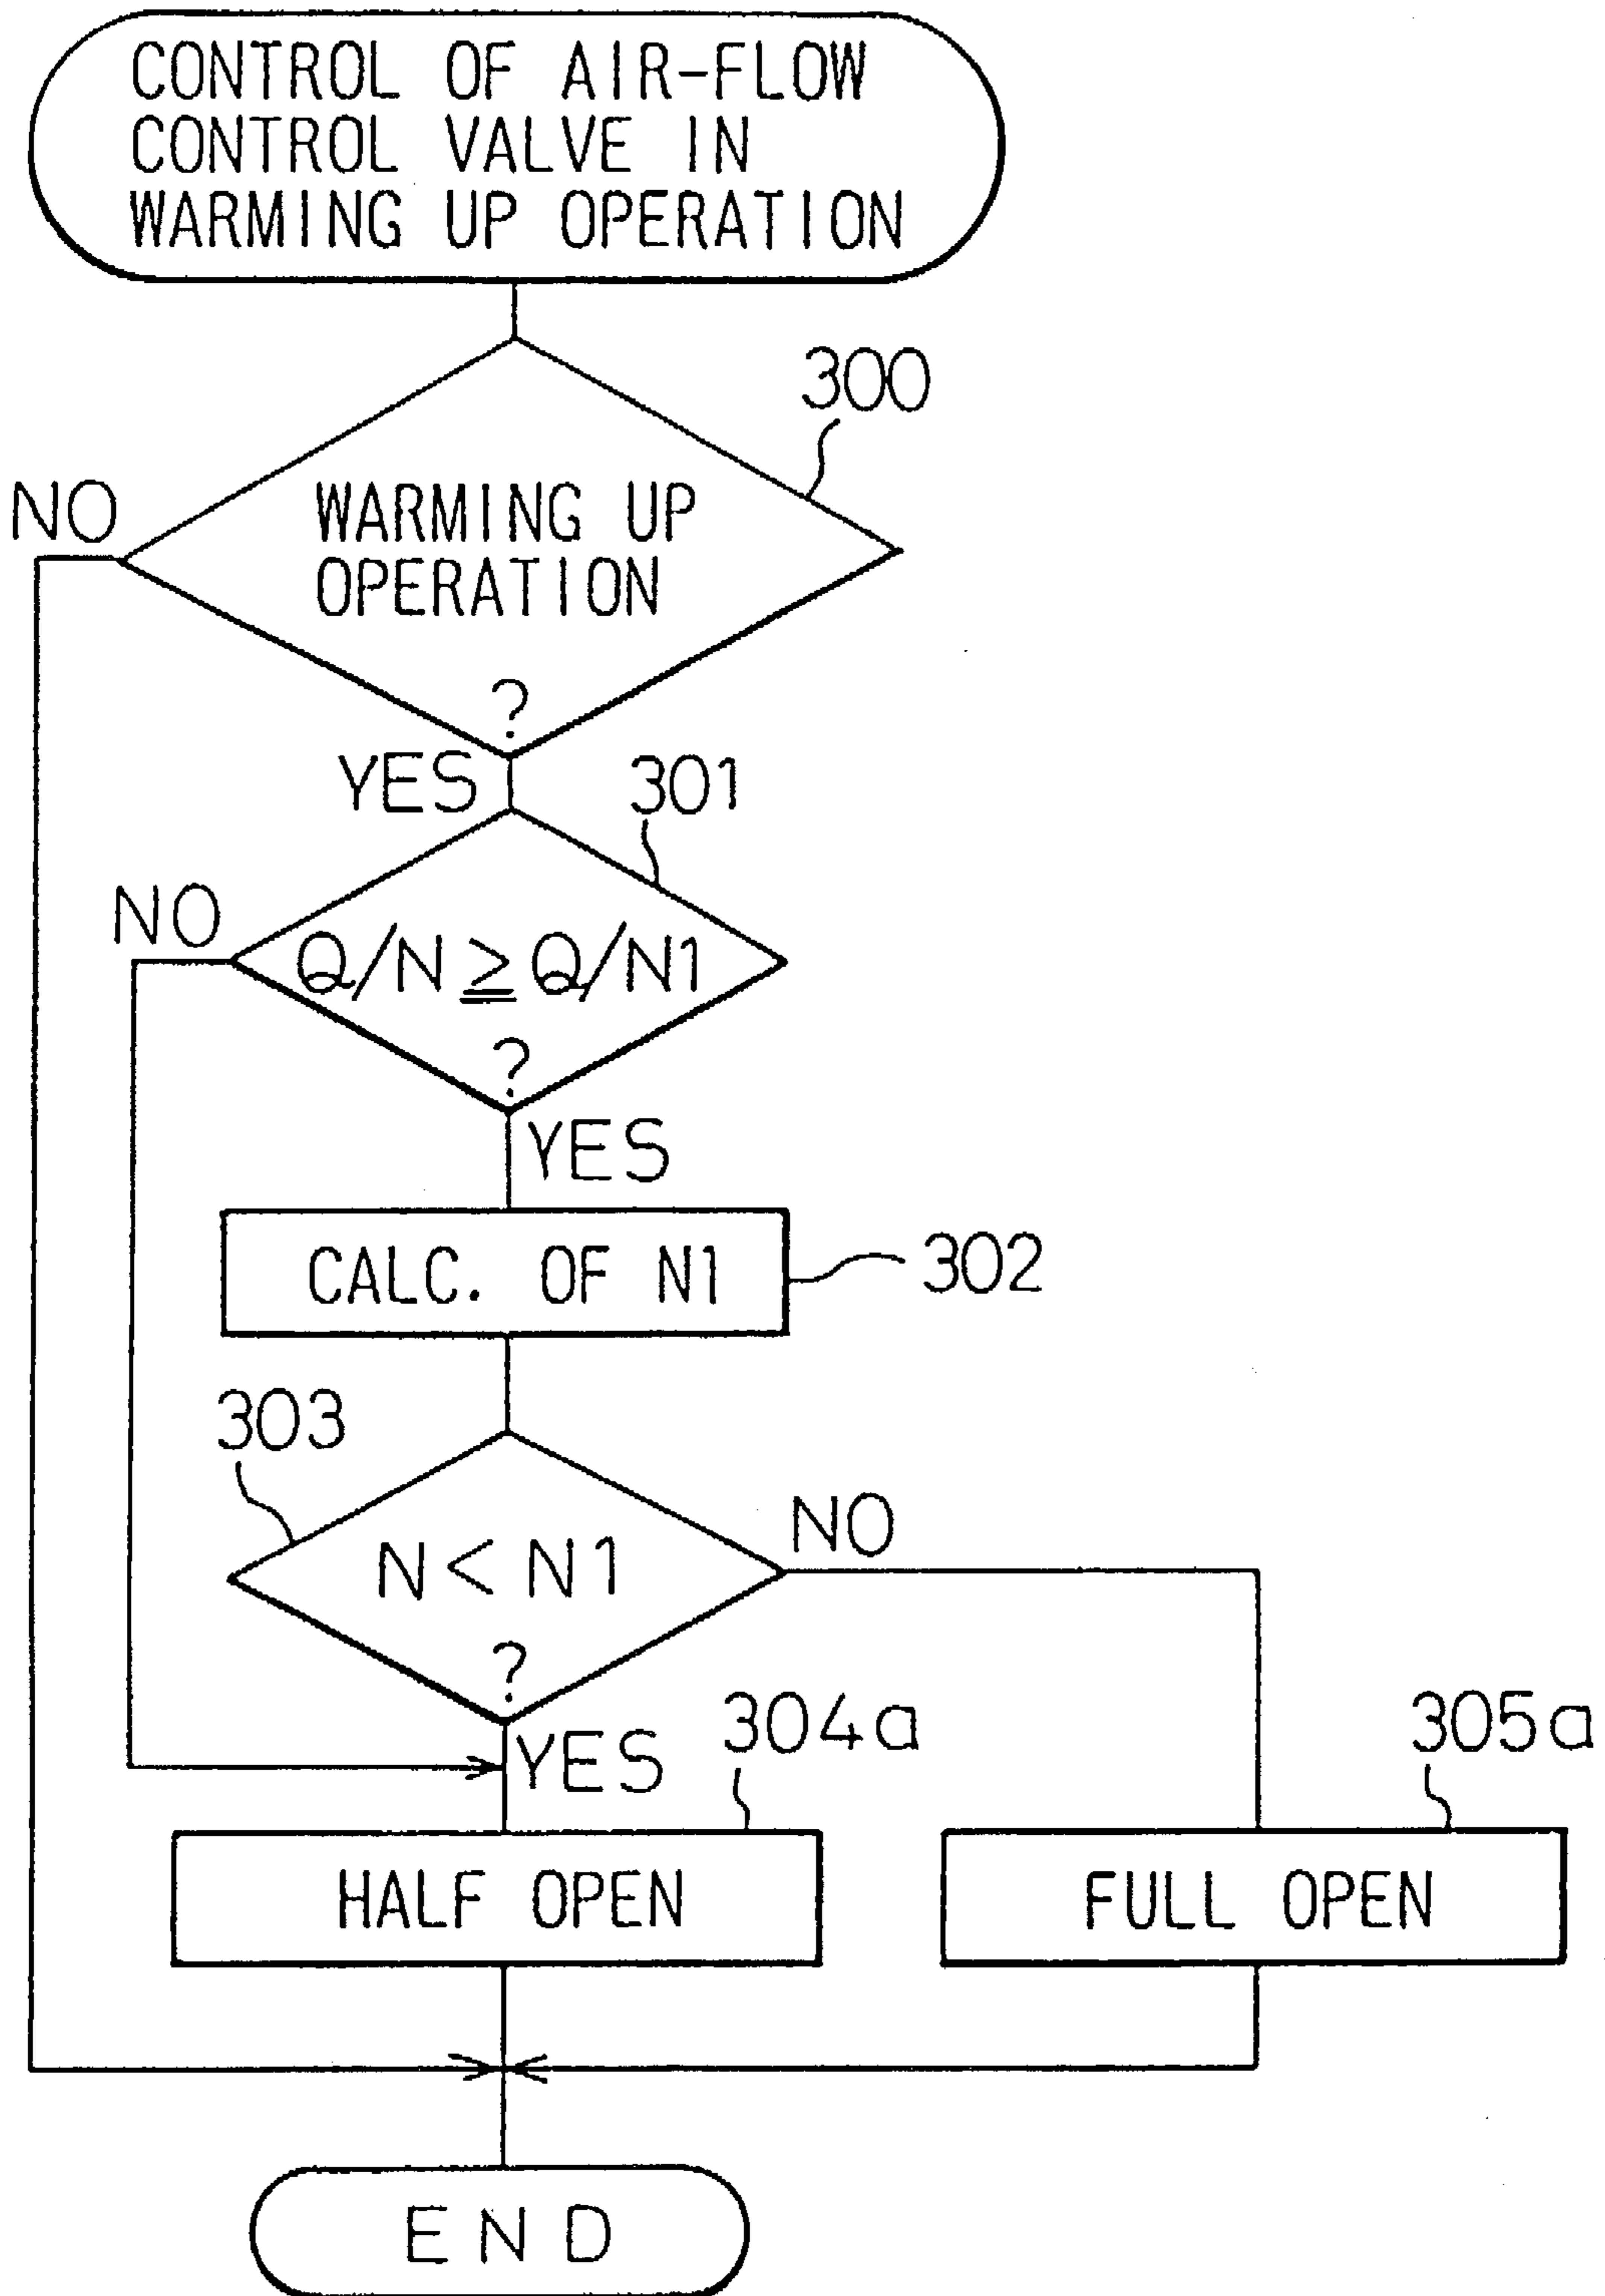 CONTROL OF AIR-FLOW
CONTROL VALVE IN
WARMING UP OPERATION
300
NO
WARMING UP
OPERATION
?
YES
301
NO
Q/N ≧ Q/N1
?
YES
CALC. OF N1
302
303
N < N1
?
NO
YES
304a
305a
HALF OPEN
FULL OPEN
END